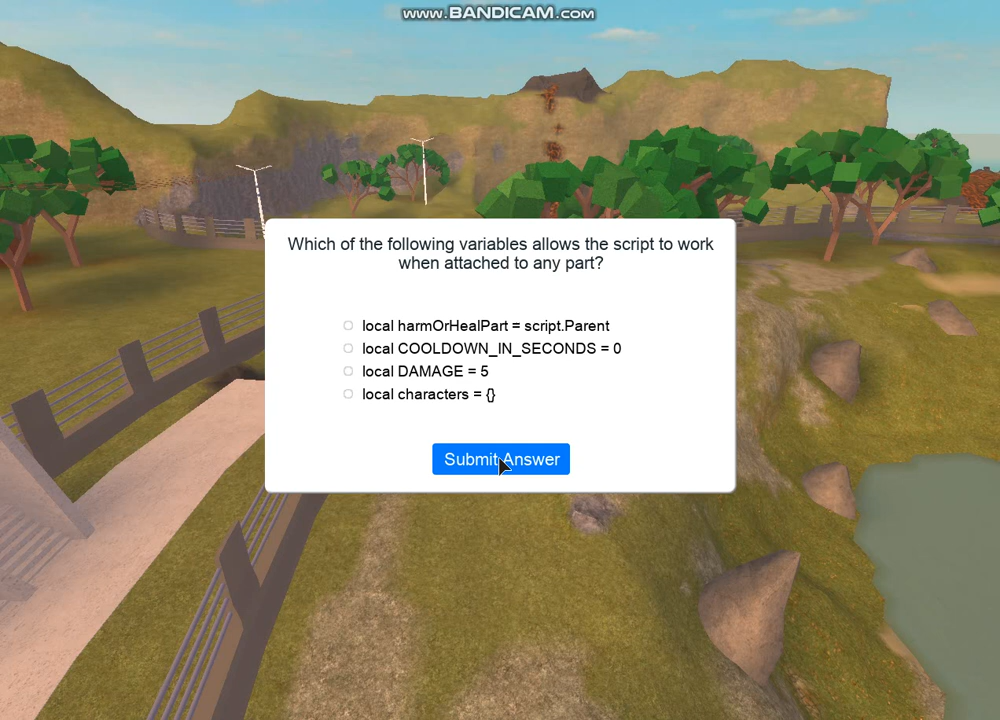 www.BANDICAM.com
Which of the following variables allows the script to work
when attached to any part?
local harmOrHealPart = script.Parent
local COOLDOWN_IN_SECONDS = 0
local DAMAGE = 5
local characters = {}
Submit Answer